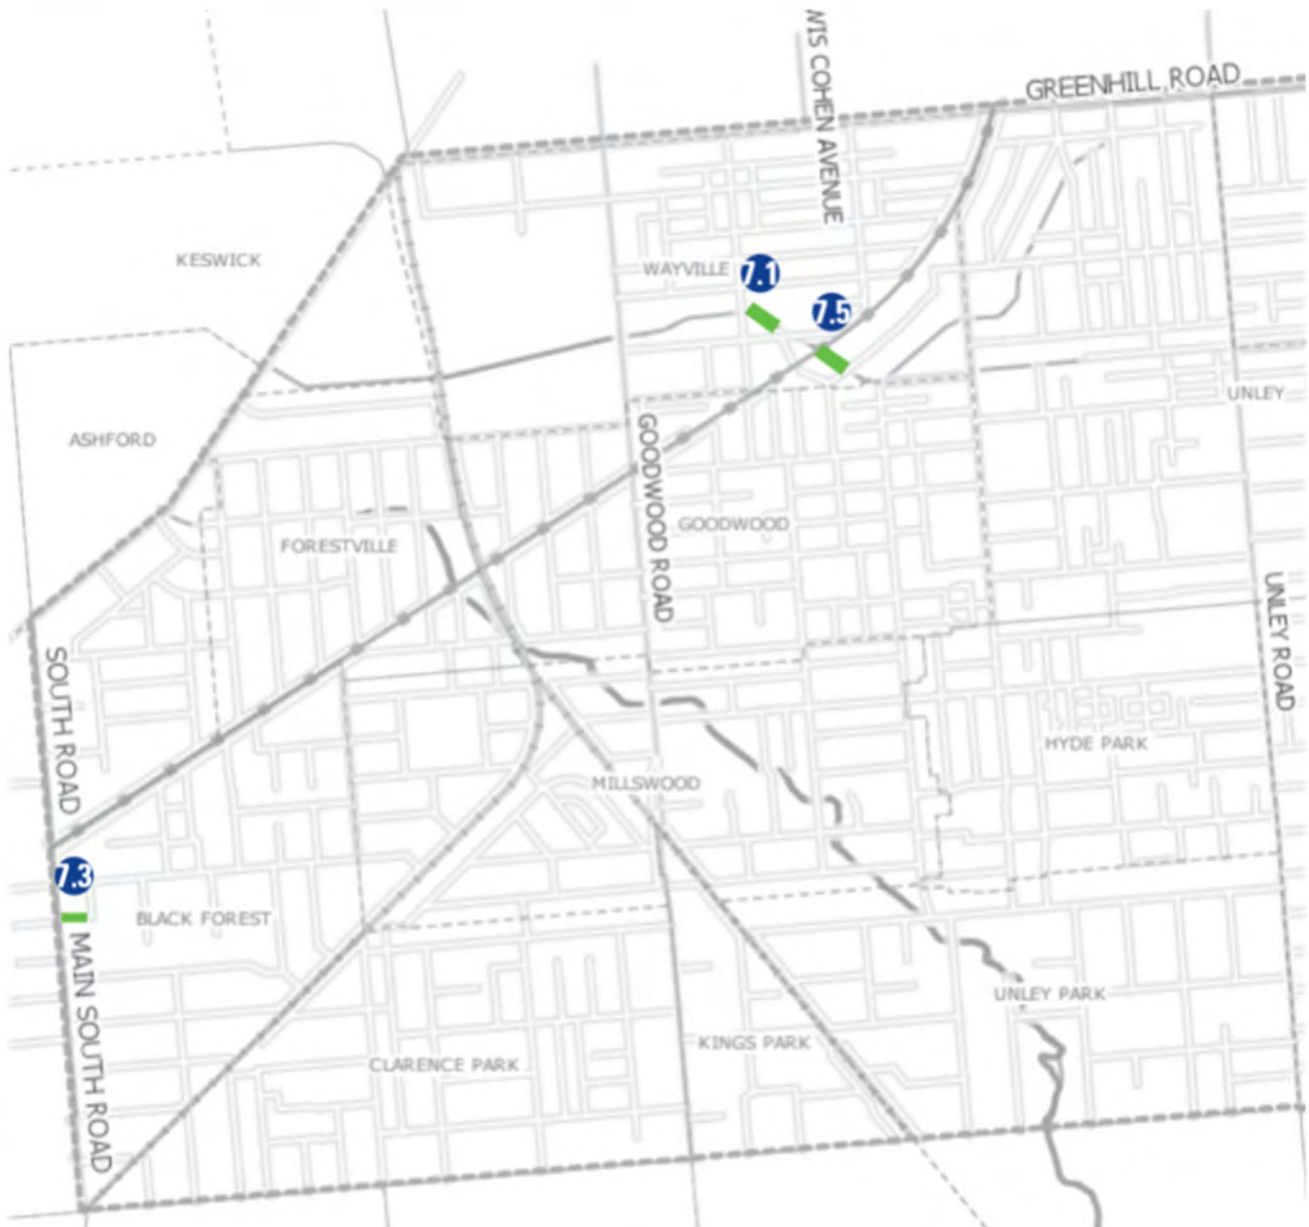 GREENHILL ROAD
WIS COHEN AVENUE
KESWICK
WAYVILLE
7.1
7.5
UNLEY
ASHFORD
GOODWOOD ROAD
GOODWOOD
FORESTVILLE
UNLEY ROAD
SOUTH ROAD
HYDE PARK
MILLSWOOD
7.3
BLACK FOREST
MAIN SOUTH ROAD
UNLEY PARK
KINGS PARK
CLARENCE PARK